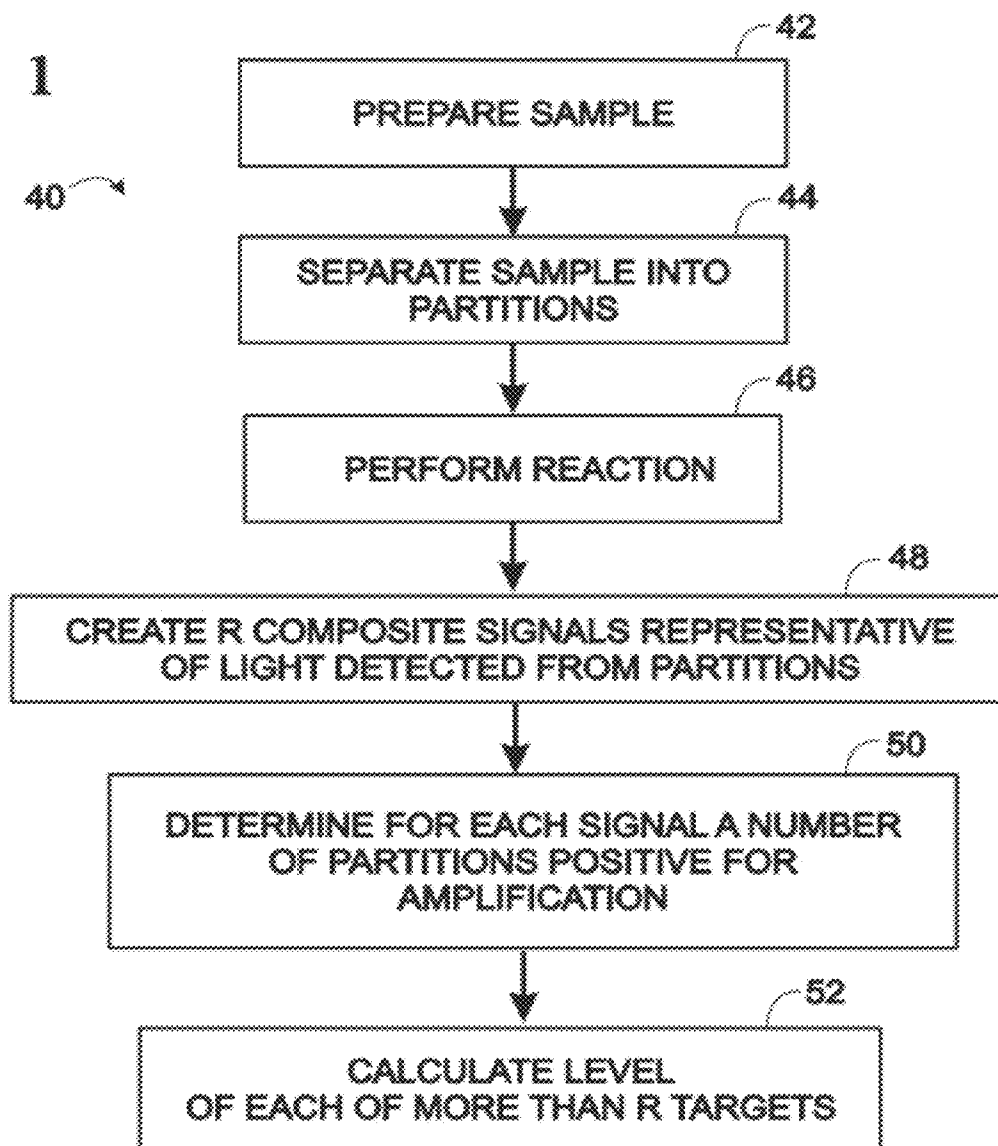 1
40
42
PREPARE SAMPLE
44
SEPARATE SAMPLE INTO
PARTITIONS
46
PERFORM REACTION
48
CREATE R COMPOSITE SIGNALS REPRESENTATIVE
OF LIGHT DETECTED FROM PARTITIONS
50
DETERMINE FOR EACH SIGNAL A NUMBER
OF PARTITIONS POSITIVE FOR
AMPLIFICATION
52
CALCULATE LEVEL
OF EACH OF MORE THAN R TARGETS